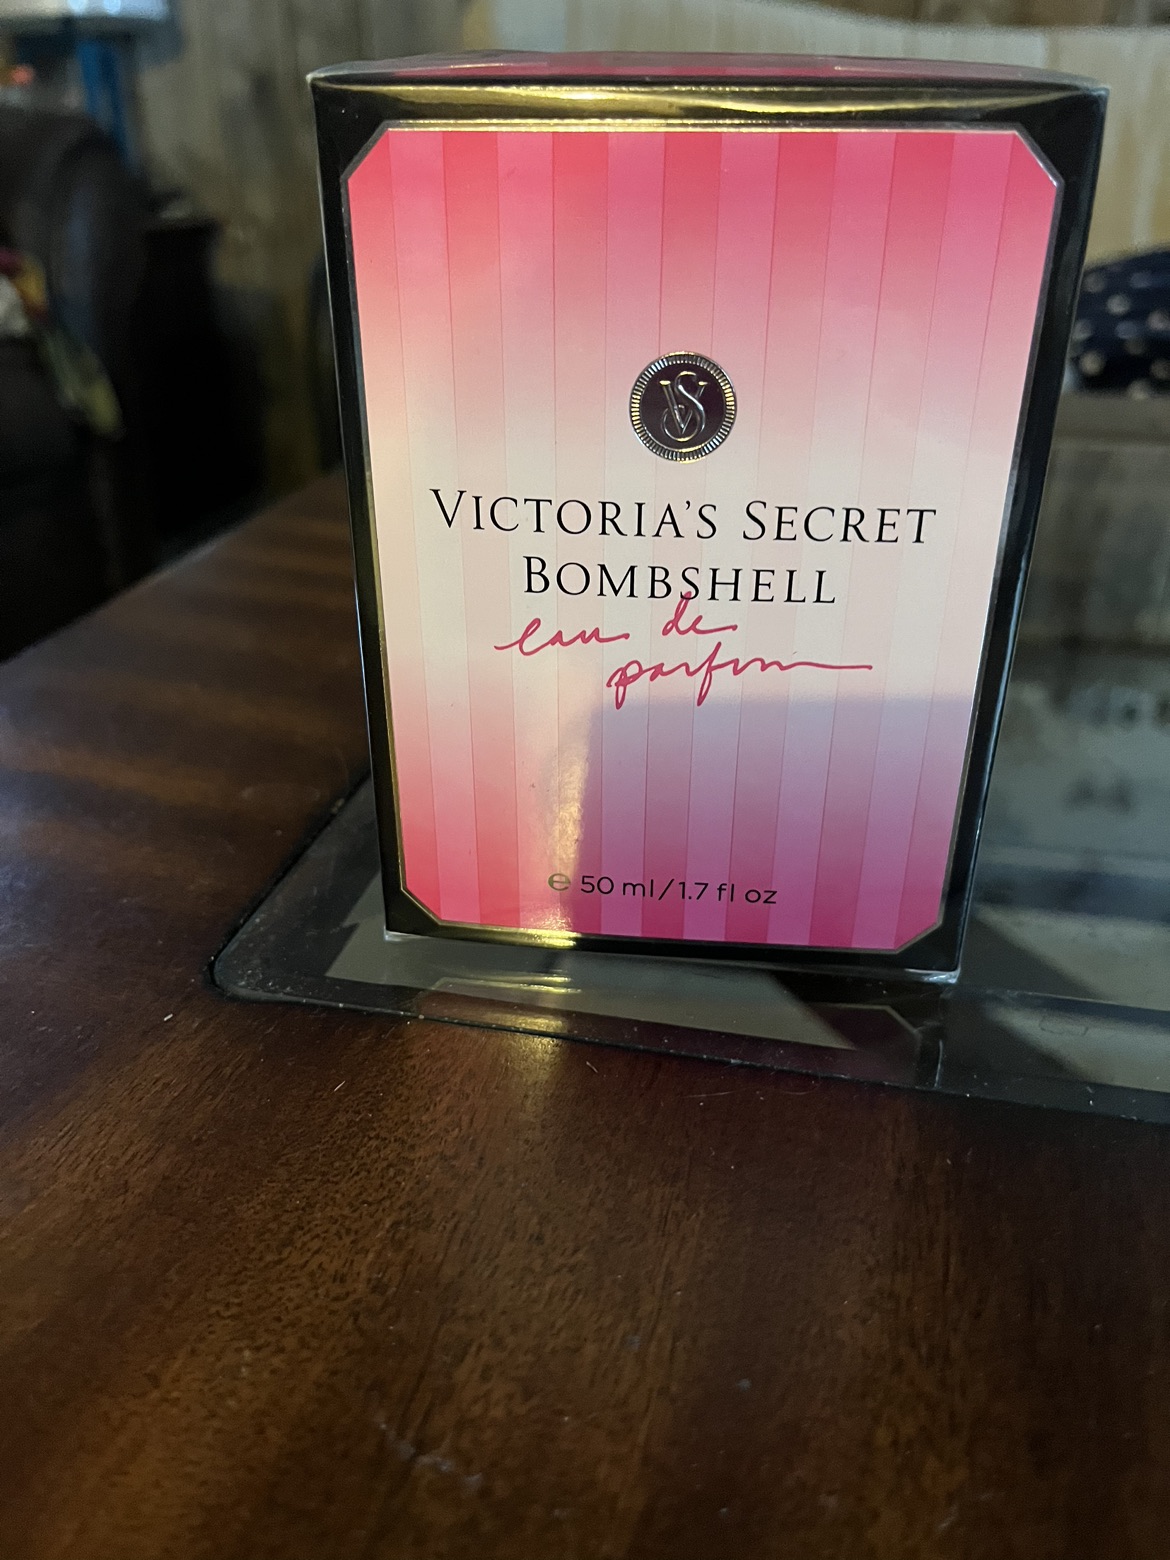 VS
VICTORIA'S SECRET
BOMBSHELL
eau de
parfum
℮ 50 ml/1.7 fl oz